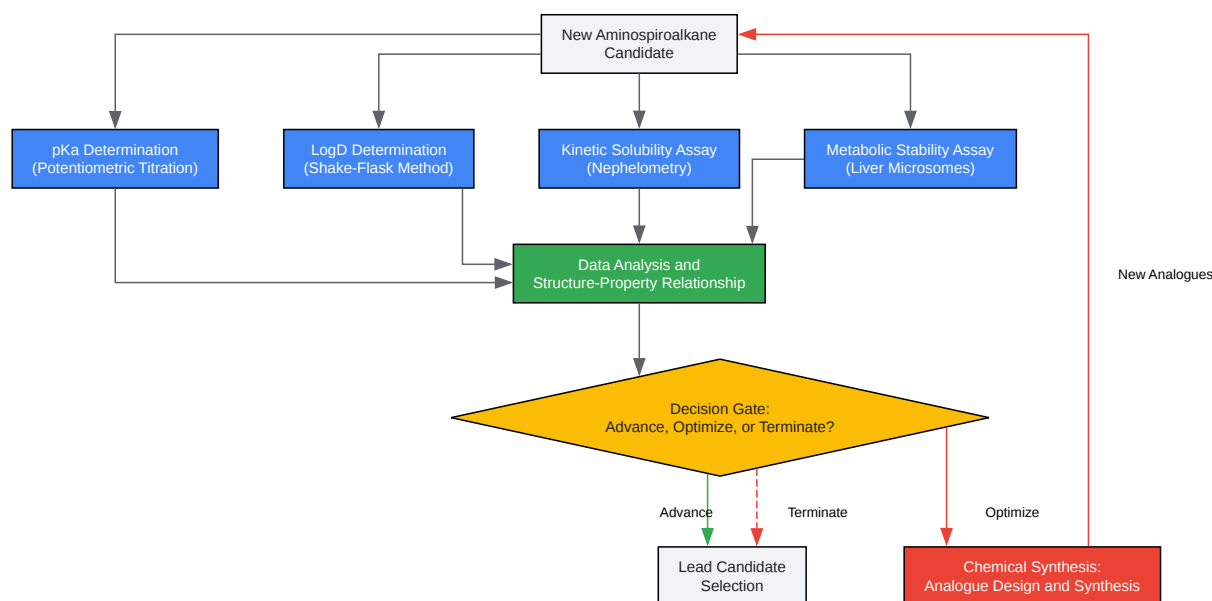 New Aminospiroalkane
Candidate
pKa Determination
(Potentiometric Titration)
LogD Determination
(Shake-Flask Method)
Kinetic Solubility Assay
(Nephelometry)
Metabolic Stability Assay
(Liver Microsomes)
Data Analysis and
Structure-Property Relationship
New Analogues
Decision Gate:
Advance, Optimize, or Terminate?
Advance
Terminate
Optimize
Lead Candidate
Selection
Chemical Synthesis:
Analogue Design and Synthesis